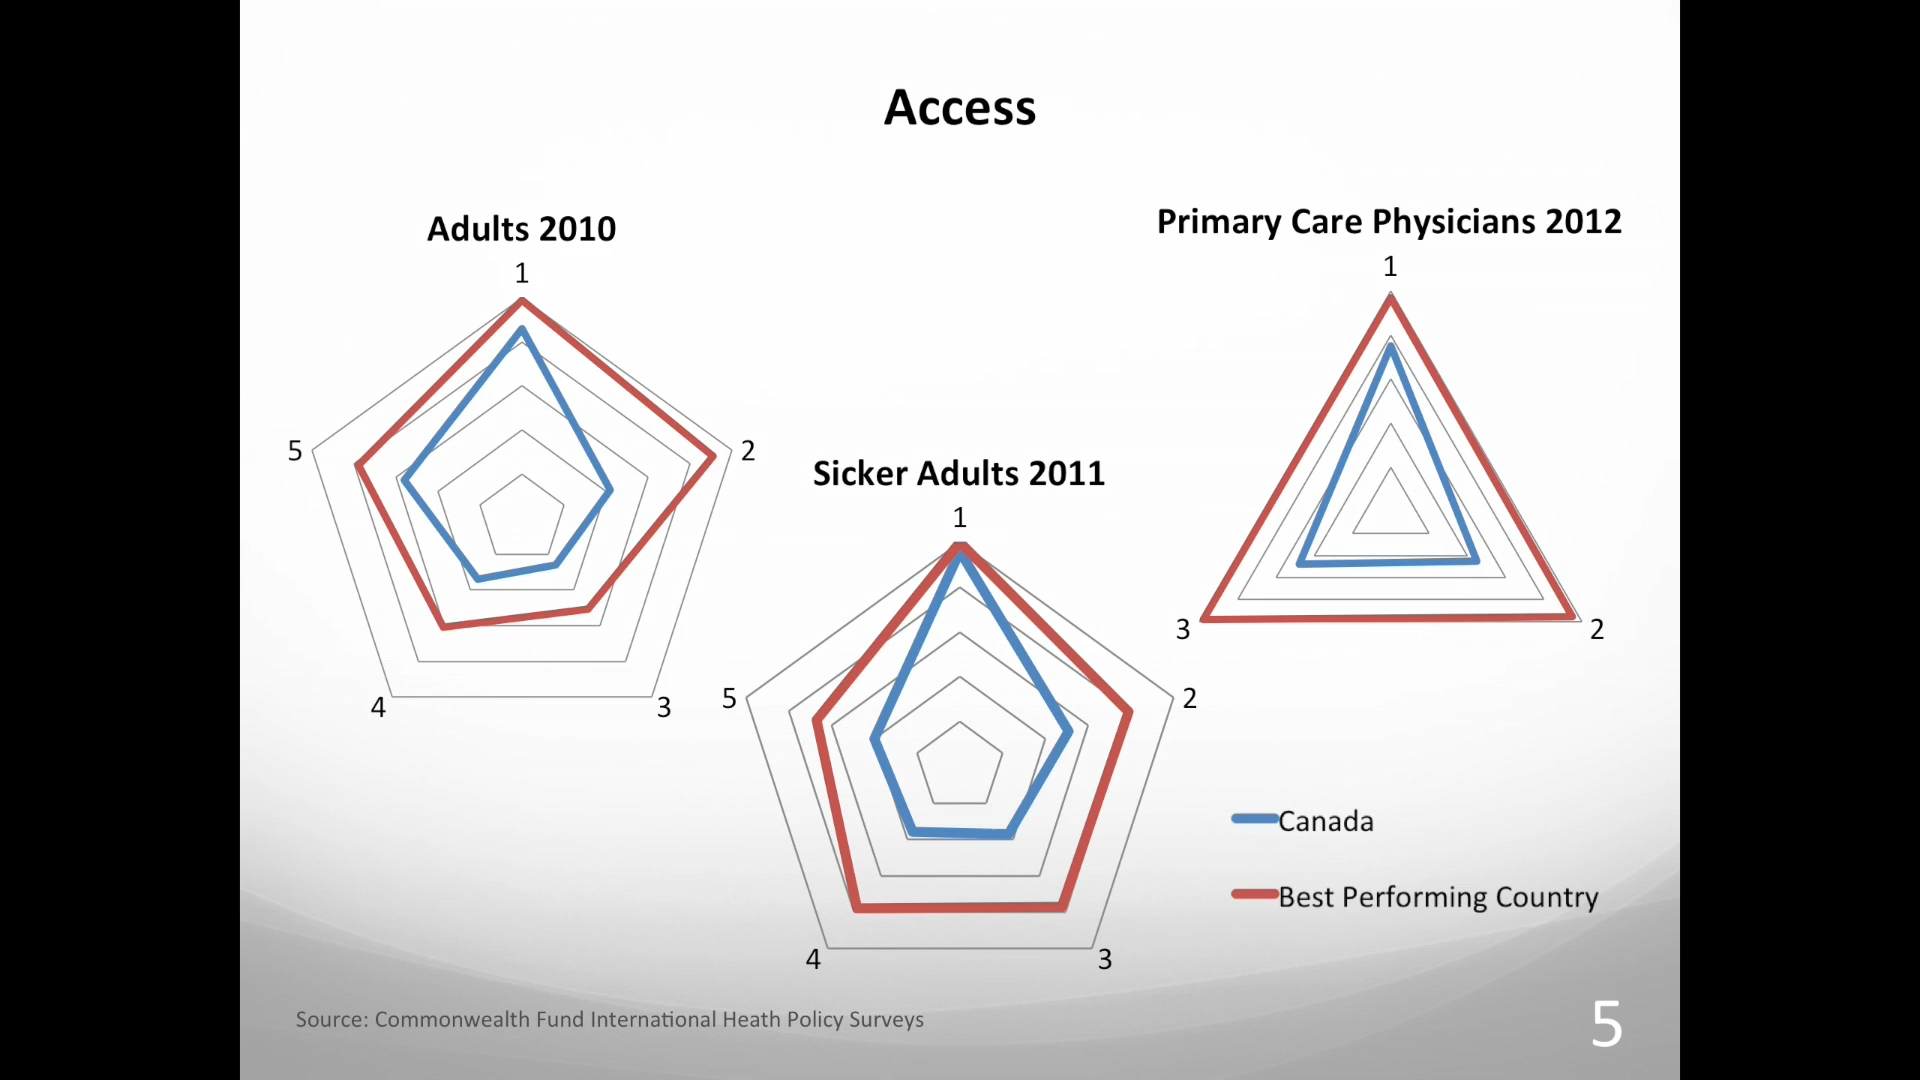 Access
Adults 2010
1
2
3
4
5
Sicker Adults 2011
1
2
3
4
5
Primary Care Physicians 2012
1
2
3
Canada
Best Performing Country
Source: Commonwealth Fund International Heath Policy Surveys
5